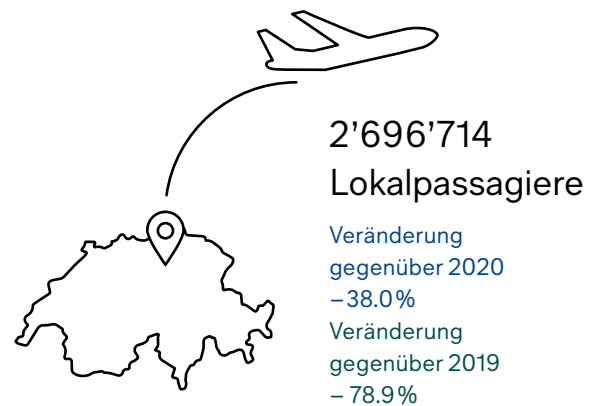 2’696’714
Lokalpassagiere
Veränderung
gegenüber 2020
–38.0%
Veränderung
gegenüber 2019
– 78.9%